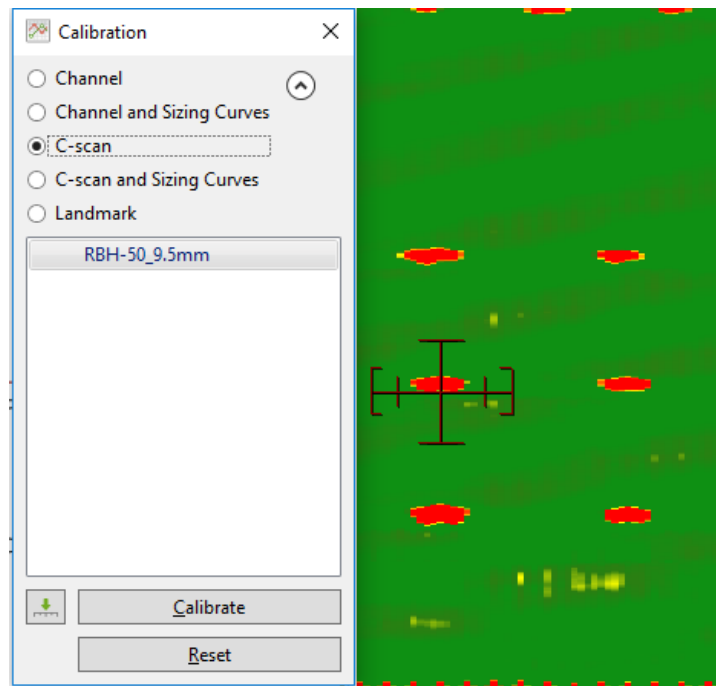 Calibration
Channel
Channel and Sizing Curves
C-scan
C-scan and Sizing Curves
Landmark
RBH-50_9.5mm
Calibrate
Reset